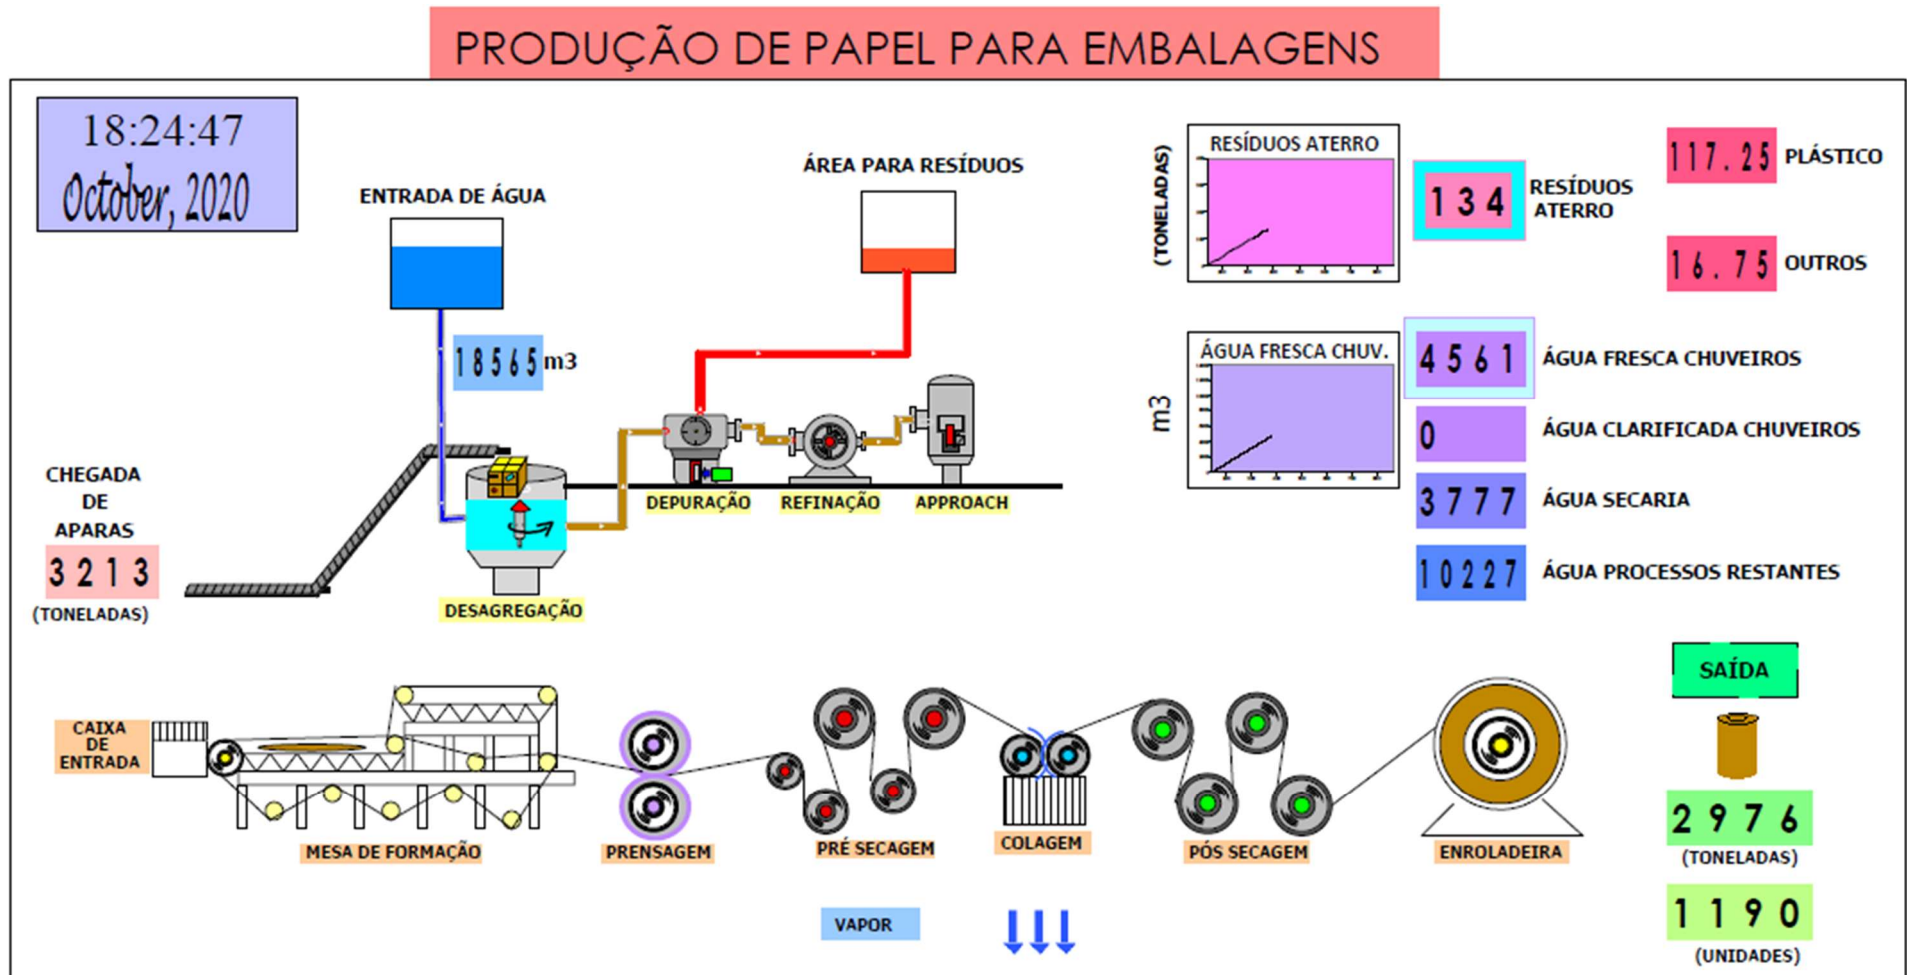 PRODUÇÃO DE PAPEL PARA EMBALAGENS
18:24:47
October, 2020
ENTRADA DE ÁGUA
18565 m3
ÁREA PARA RESÍDUOS
CHEGADA
DE
APARAS
3213
(TONELADAS)
DESAGREGAÇÃO
DEPURAÇÃO
REFINAÇÃO
APPROACH
(TONELADAS)
RESÍDUOS ATERRO
134
RESÍDUOS
ATERRO
117.25 PLÁSTICO
16.75 OUTROS
m3
ÁGUA FRESCA CHUV.
4561 ÁGUA FRESCA CHUVEIROS
0 ÁGUA CLARIFICADA CHUVEIROS
3777 ÁGUA SECARIA
10227 ÁGUA PROCESSOS RESTANTES
CAIXA
DE
ENTRADA
MESA DE FORMAÇÃO
PRENSAGEM
PRÉ SECAGEM
COLAGEM
PÓS SECAGEM
ENROLADEIRA
SAÍDA
2976
(TONELADAS)
1190
(UNIDADES)
VAPOR